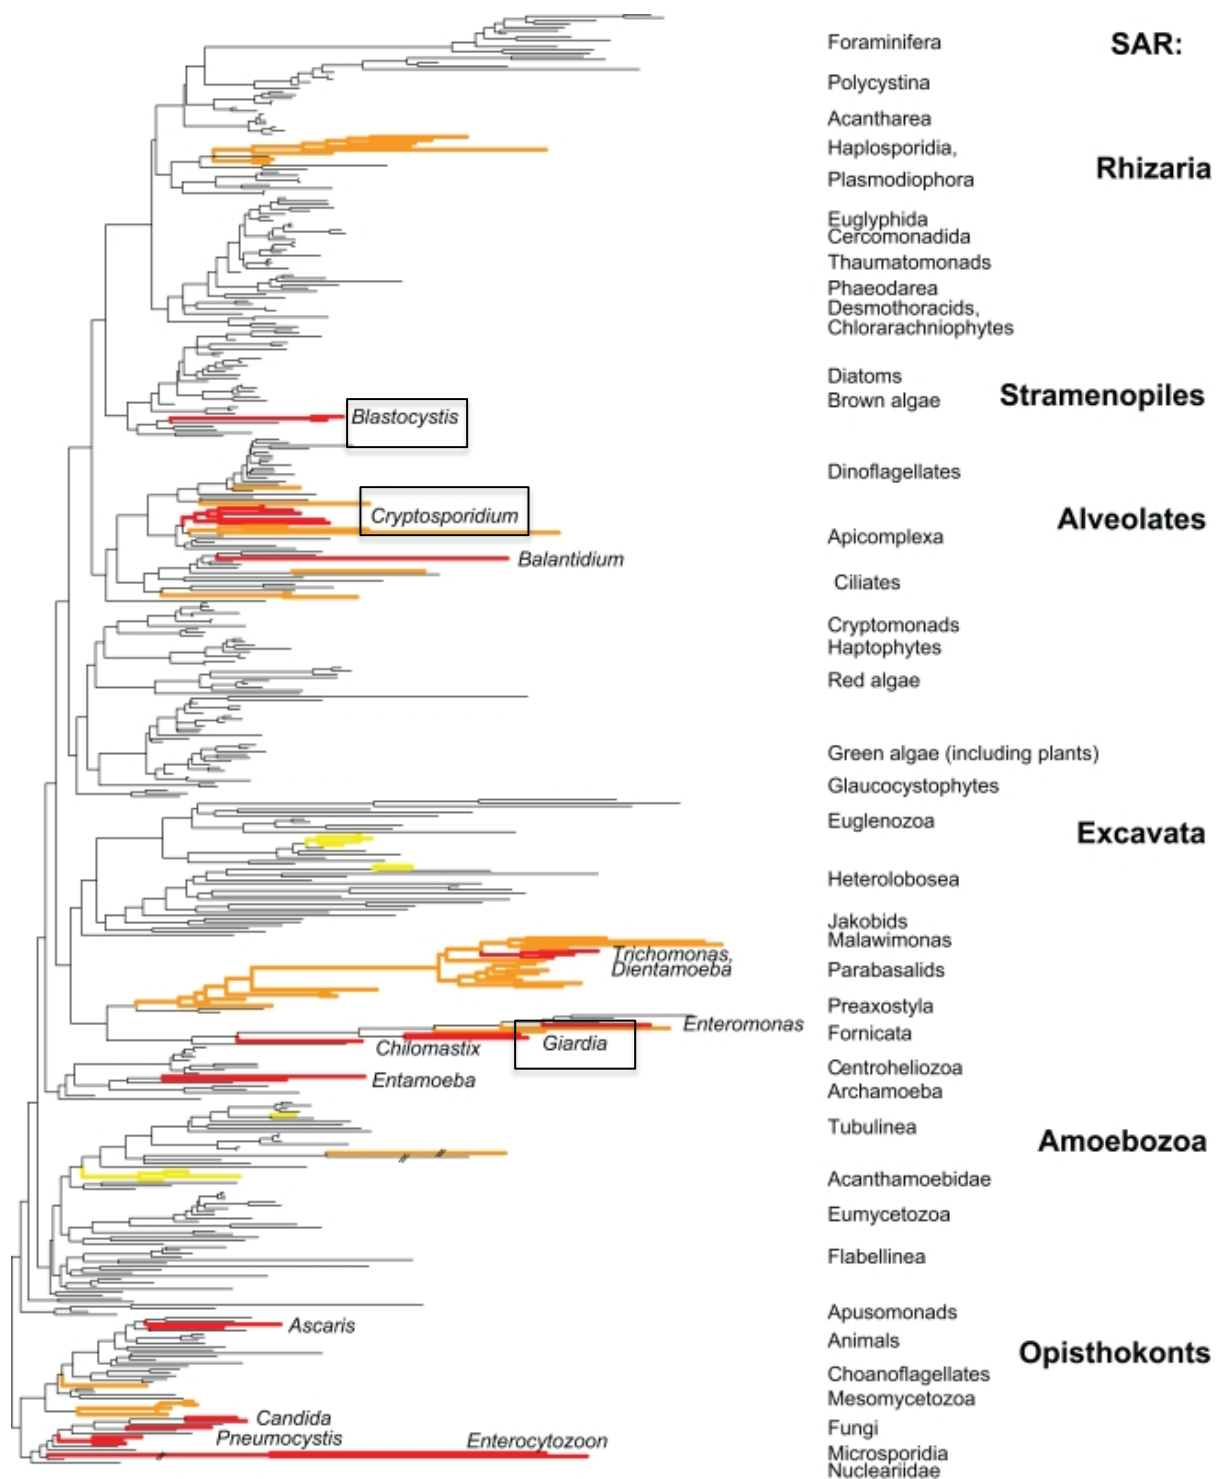 Foraminifera
SAR:
Polycystina
Acantharea
Haplosporidia,
Rhizaria
Plasmodiophora
Euglyphida
Cercomonadida
Thaumatomonads
Phaeodarea
Desmothoracids,
Chlorarachniophytes
Diatoms
Stramenopiles
Brown algae
Blastocystis
Dinoflagellates
Cryptosporidium
Alveolates
Apicomplexa
Balantidium
Ciliates
Cryptomonads
Haptophytes
Red algae
Green algae (including plants)
Glaucocystophytes
Euglenozoa
Excavata
Heterolobosea
Jakobids
Malawimonas
Trichomonas,
Dientamoeba
Parabasalids
Preaxostyla
Enteromonas
Fornicata
Giardia
Chilomastix
Centroheliozoa
Entamoeba
Archamoeba
Tubulinea
Amoebozoa
Acanthamoebidae
Eumycetozoa
Flabellinea
Apusomonads
Ascaris
Animals
Opisthokonts
Choanoflagellates
Mesomycetozoa
Candida
Fungi
Pneumocystis
Enterocytozoon
Microsporidia
Nucleariidae